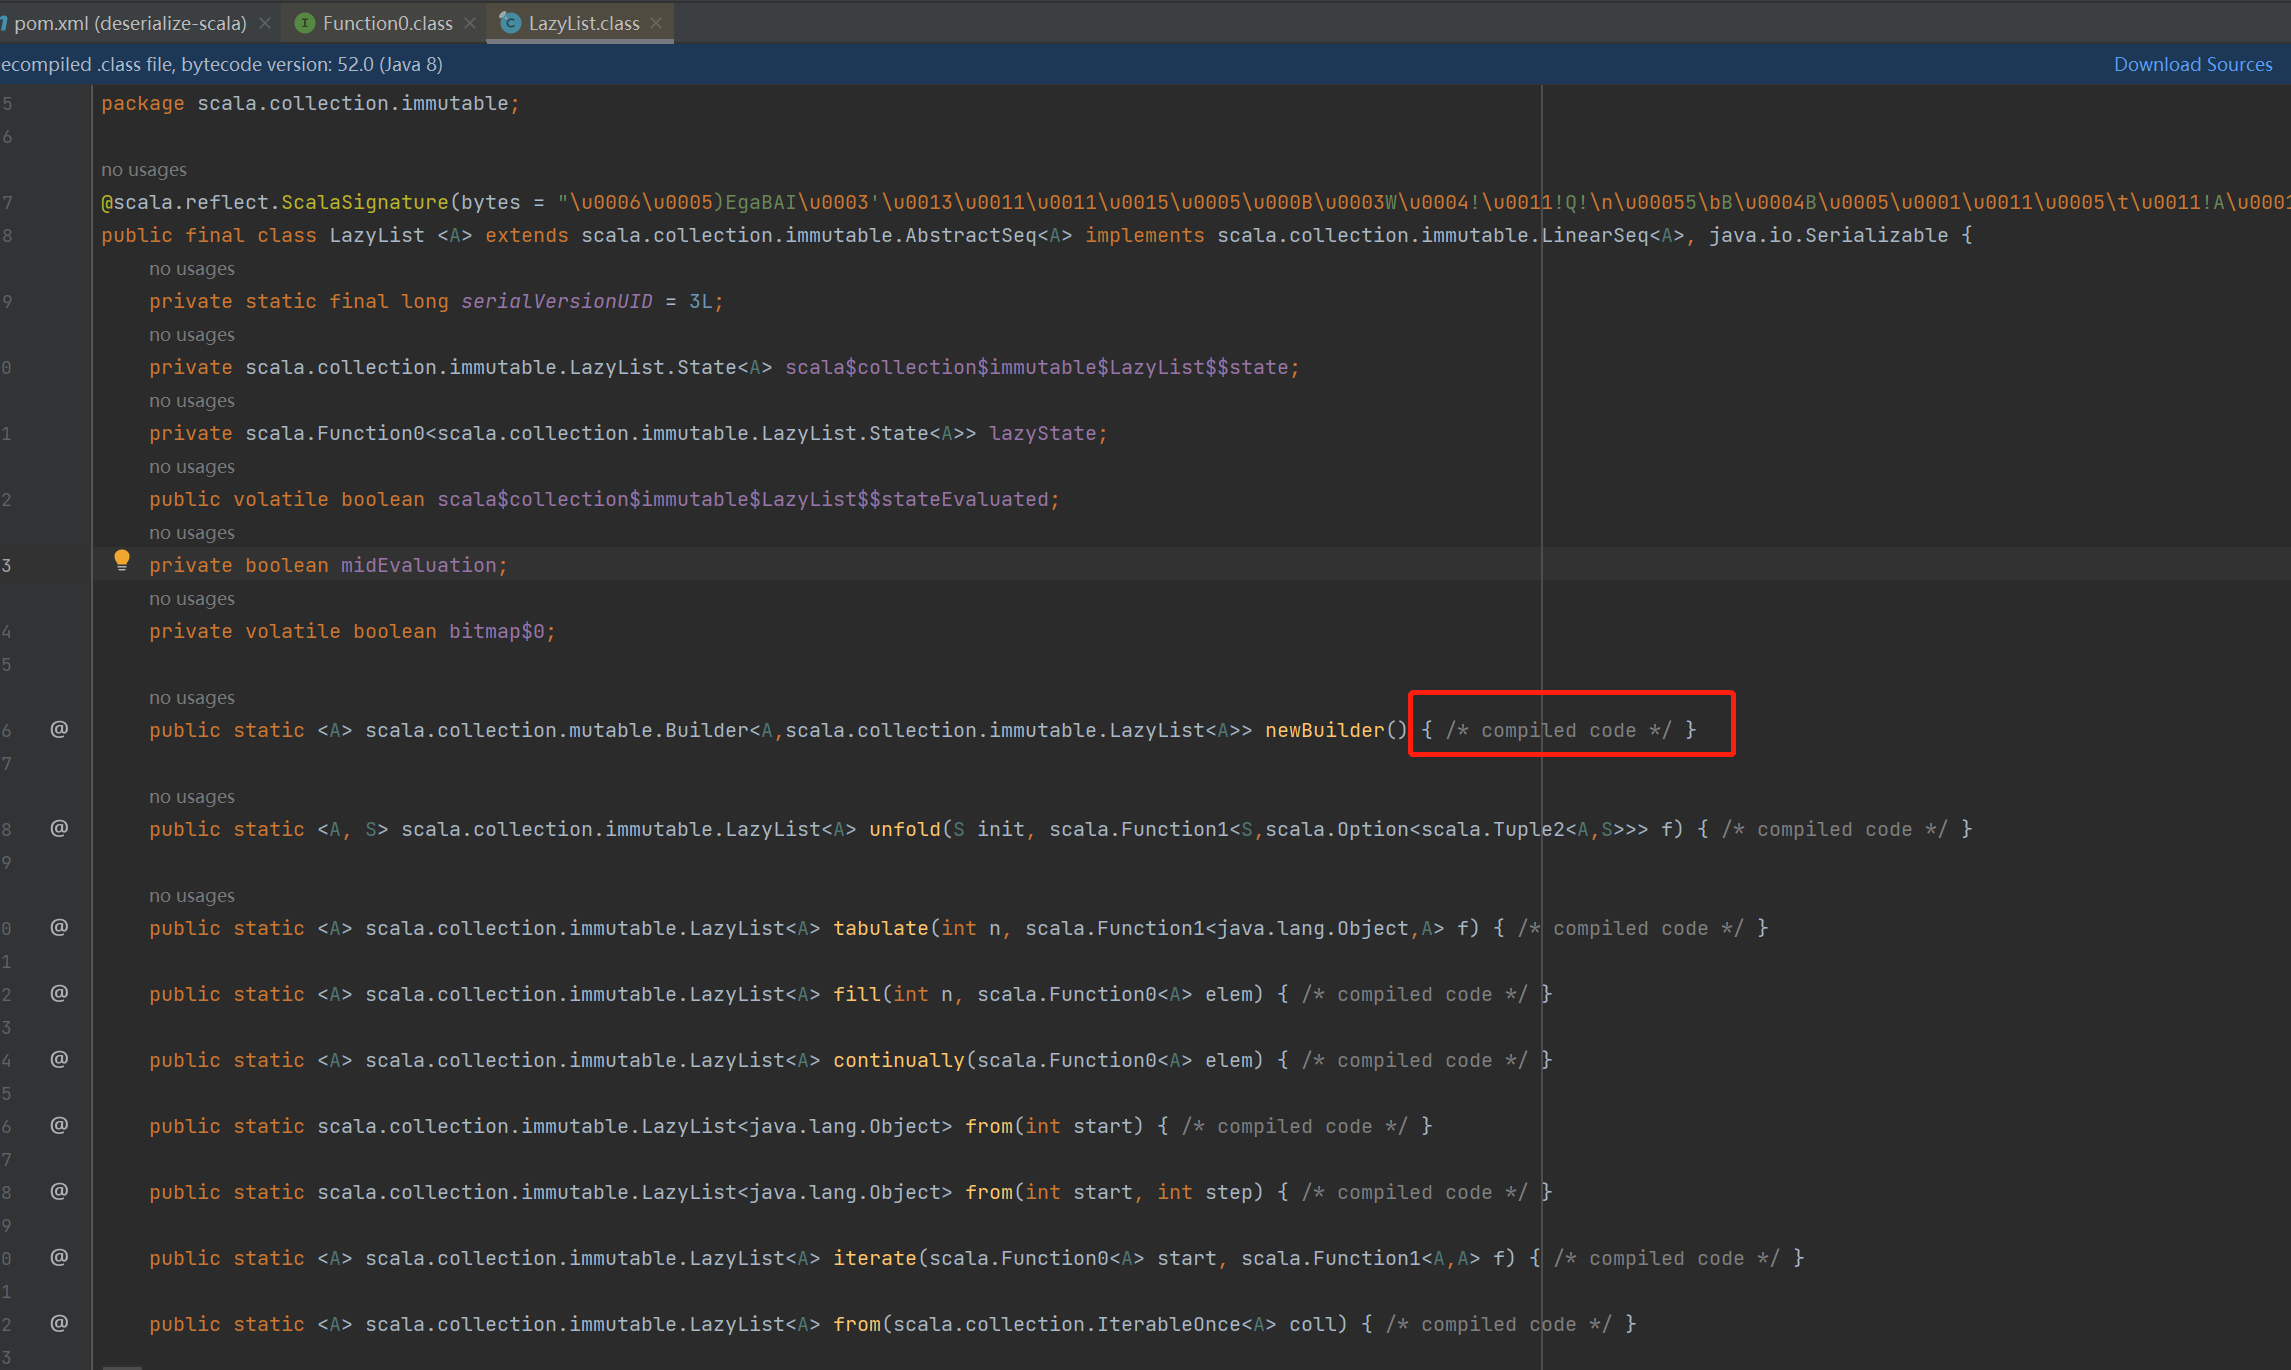 pom.xml (deserialize-scala) Function0.class LazyList.class
ecompiled .class file, bytecode version: 52.0 (Java 8) Download Sources
5 package scala.collection.immutable;
6
no usages
7 @scala.reflect.ScalaSignature(bytes = "\u0006\u0005)EgaBAI\u0003'\u0013\u0011\u0011\u0015\u0005\u000B\u0003W\u0004!\u0011!Q!\n\u00055\bB\u0004B\u0005\u0001\u0011\u0005\t\u0011!A\u0001
8 public final class LazyList <A> extends scala.collection.immutable.AbstractSeq<A> implements scala.collection.immutable.LinearSeq<A>, java.io.Serializable {
no usages
9 private static final long serialVersionUID = 3L;
no usages
0 private scala.collection.immutable.LazyList.State<A> scala$collection$immutable$LazyList$$state;
no usages
1 private scala.Function0<scala.collection.immutable.LazyList.State<A>> lazyState;
no usages
2 public volatile boolean scala$collection$immutable$LazyList$$stateEvaluated;
no usages
3 private boolean midEvaluation;
no usages
4 private volatile boolean bitmap$0;
5
no usages
6 @ public static <A> scala.collection.mutable.Builder<A,scala.collection.immutable.LazyList<A>> newBuilder() { /* compiled code */ }
7
no usages
8 @ public static <A, S> scala.collection.immutable.LazyList<A> unfold(S init, scala.Function1<S,scala.Option<scala.Tuple2<A,S>>> f) { /* compiled code */ }
9
no usages
0 @ public static <A> scala.collection.immutable.LazyList<A> tabulate(int n, scala.Function1<java.lang.Object,A> f) { /* compiled code */ }
1
2 @ public static <A> scala.collection.immutable.LazyList<A> fill(int n, scala.Function0<A> elem) { /* compiled code */ }
3
4 @ public static <A> scala.collection.immutable.LazyList<A> continually(scala.Function0<A> elem) { /* compiled code */ }
5
6 @ public static scala.collection.immutable.LazyList<java.lang.Object> from(int start) { /* compiled code */ }
7
8 @ public static scala.collection.immutable.LazyList<java.lang.Object> from(int start, int step) { /* compiled code */ }
9
0 @ public static <A> scala.collection.immutable.LazyList<A> iterate(scala.Function0<A> start, scala.Function1<A,A> f) { /* compiled code */ }
1
2 @ public static <A> scala.collection.immutable.LazyList<A> from(scala.collection.IterableOnce<A> coll) { /* compiled code */ }
3